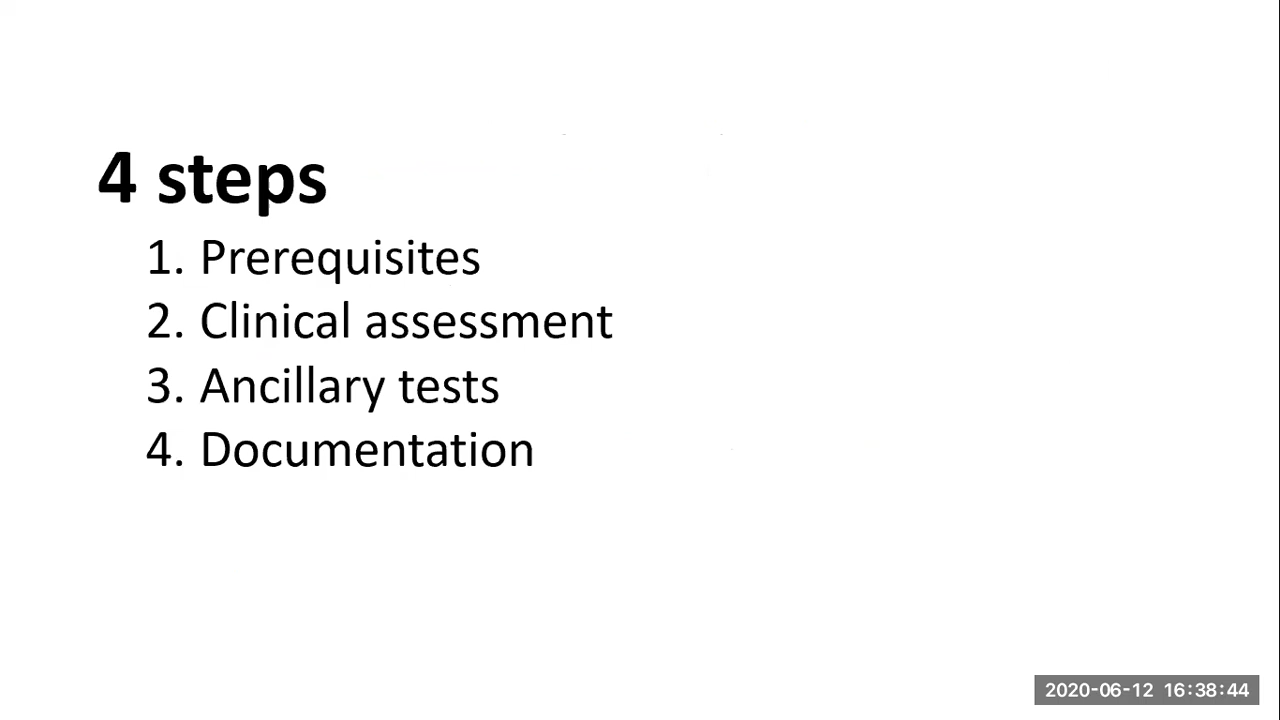 4 steps
1. Prerequisites
2. Clinical assessment
3. Ancillary tests
4. Documentation
2020-06-12 16:38:44